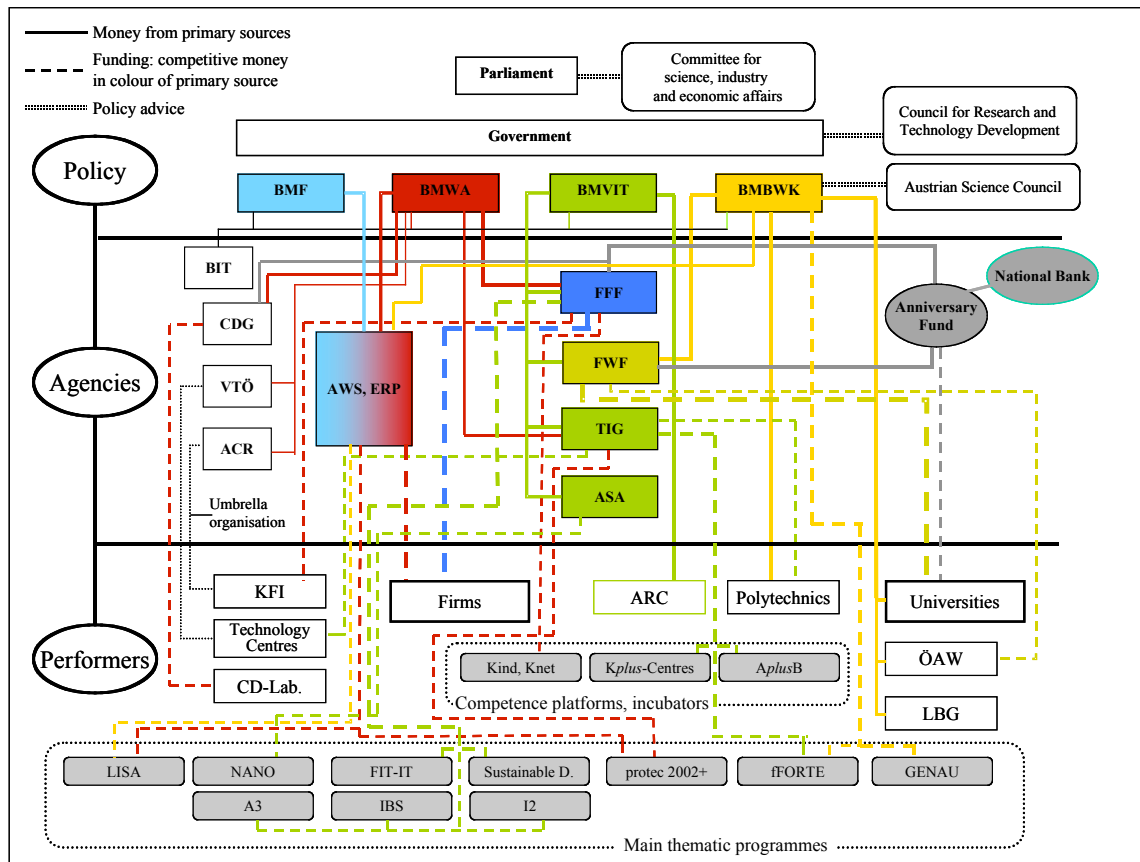 Money from primary sources
Funding: competitive money
in colour of primary source
Policy advice
Parliament
Committee for
science, industry
and economic affairs
Council for Research and
Technology Development
Government
Policy
BMF
BMWA
BMVIT
BMBWK
Austrian Science Council
BIT
FFF
National Bank
Anniversary
Fund
CDG
FWF
Agencies
VTÖ
AWS, ERP
TIG
ACR
ASA
Umbrella
organisation
KFI
Firms
ARC
Polytechnics
Universities
Technology
Centres
Performers
Kind, Knet
Kplus-Centres
AplusB
ÖAW
CD-Lab.
Competence platforms, incubators
LBG
LISA
NANO
FIT-IT
Sustainable D.
protec 2002+
fFORTE
GENAU
A3
IBS
I2
Main thematic programmes